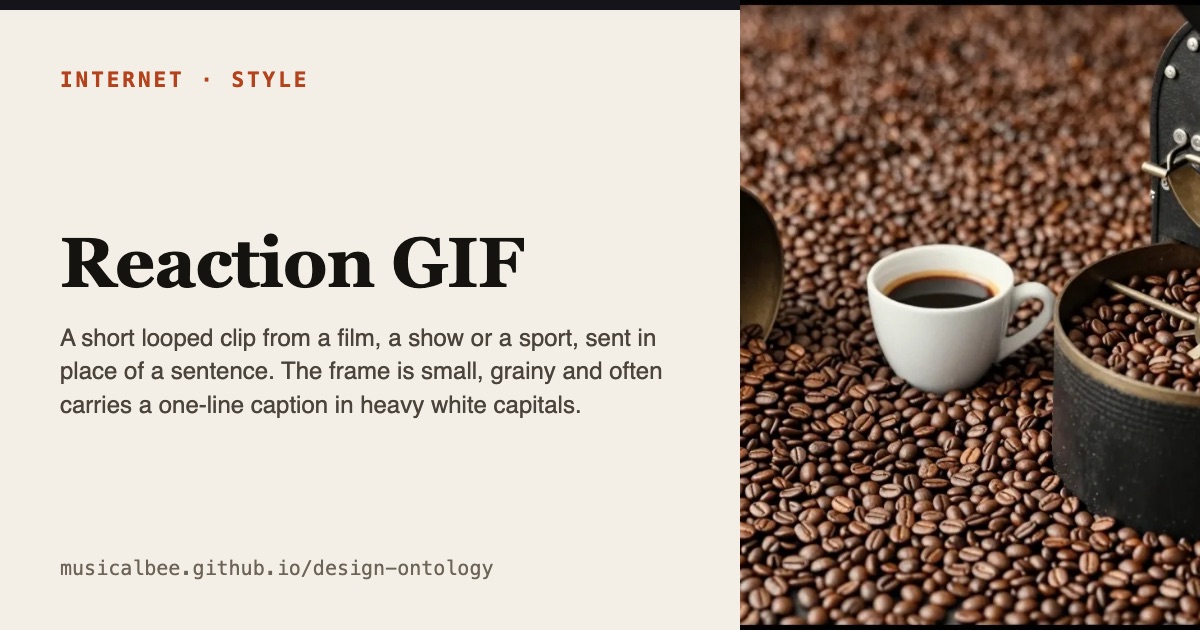 INTERNET · STYLE
Reaction GIF
A short looped clip from a film, a show or a sport, sent in
place of a sentence. The frame is small, grainy and often
carries a one-line caption in heavy white capitals.
musicalbee.github.io/design-ontology